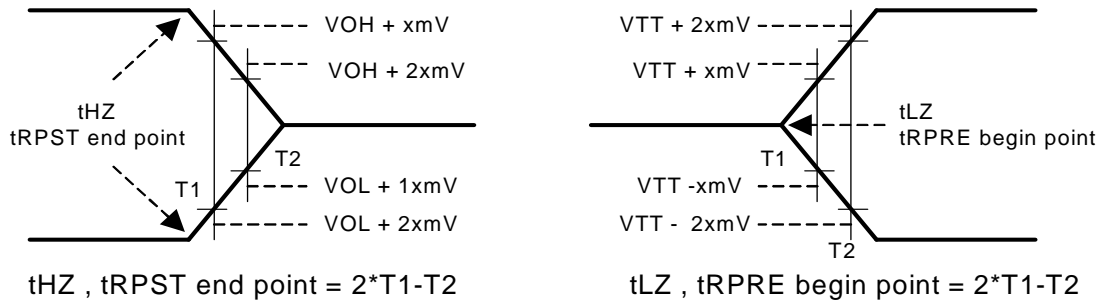 VOH + xmV
VOH + 2xmV
tHZ
tRPST end point
T1
T2
VOL + 1xmV
VOL + 2xmV
tHZ , tRPST end point = 2*T1-T2
VTT + 2xmV
VTT + xmV
tLZ
tRPRE begin point
T1
VTT -xmV
VTT - 2xmV
T2
tLZ , tRPRE begin point = 2*T1-T2